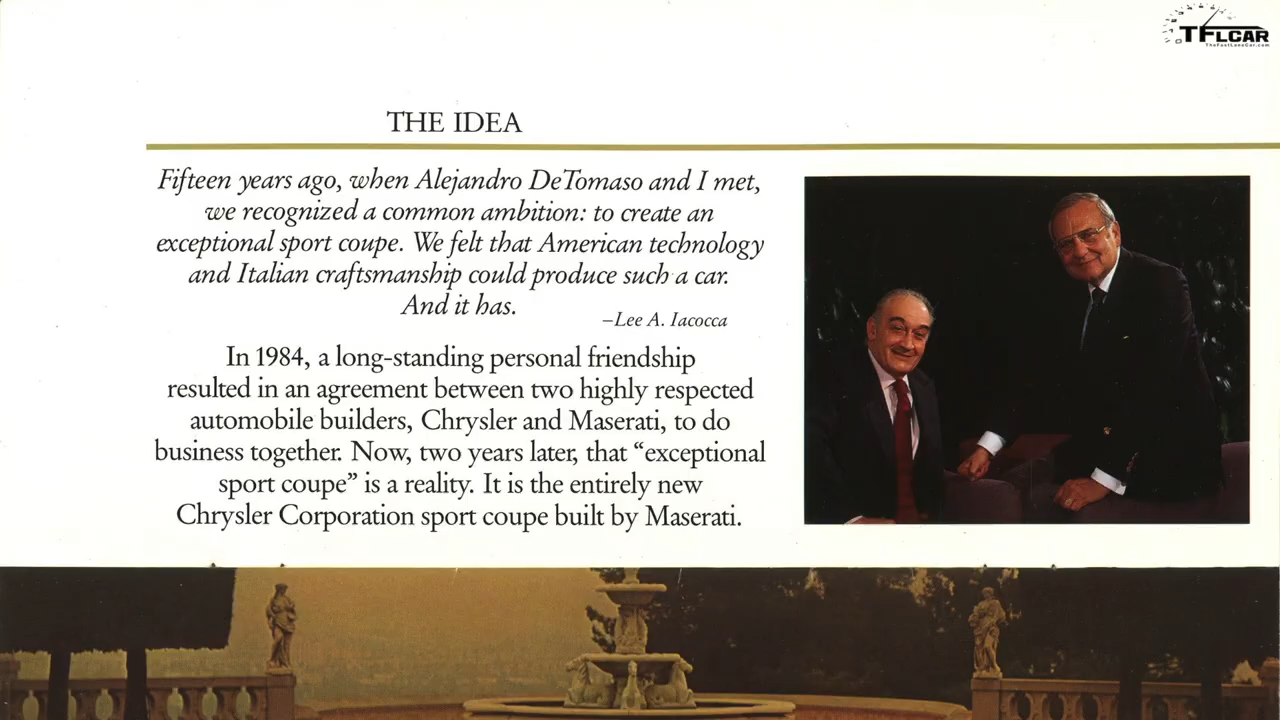 TFLCAR
TheFastLaneCar.com
THE IDEA
Fifteen years ago, when Alejandro DeTomaso and I met,
we recognized a common ambition: to create an
exceptional sport coupe. We felt that American technology
and Italian craftsmanship could produce such a car.
And it has.
–Lee A. Iacocca
In 1984, a long-standing personal friendship
resulted in an agreement between two highly respected
automobile builders, Chrysler and Maserati, to do
business together. Now, two years later, that “exceptional
sport coupe” is a reality. It is the entirely new
Chrysler Corporation sport coupe built by Maserati.